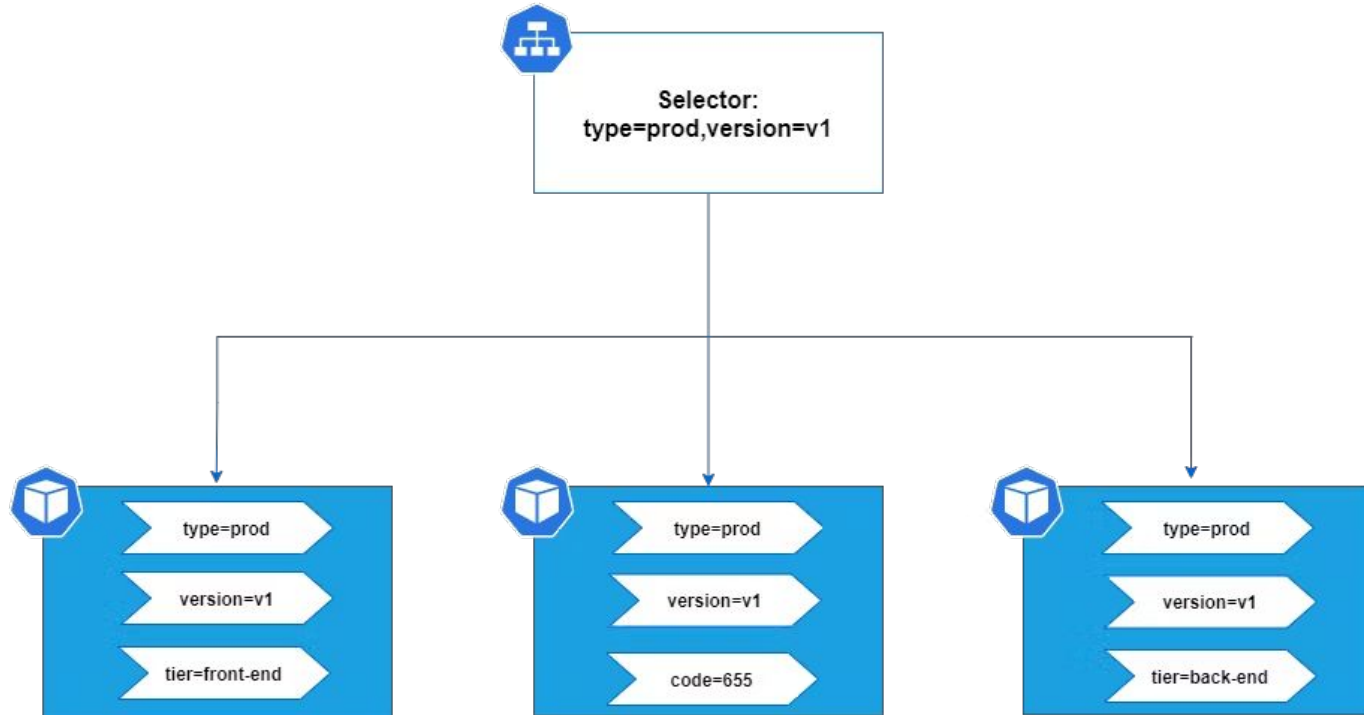 Selector:
type=prod,version=v1
type=prod
version=v1
tier=front-end
type=prod
version=v1
code=655
type=prod
version=v1
tier=back-end